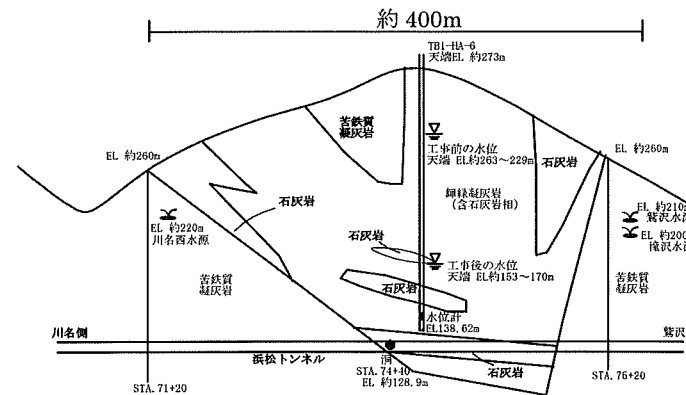 約 400m
TB1-HA-6
天端EL 約273m
苦鉄質
凝灰岩
工事前の水位
天端 EL約263～229m
石灰岩
EL 約260m
EL 約260m
輝緑凝灰岩
(含石灰岩相)
石灰岩
EL 約220m
川名西水源
EL 約210m
鷲沢水源
EL 約200
滝沢水
石灰岩
工事後の水位
天端 EL約153～170m
苦鉄質
凝灰岩
石灰岩
苦鉄質
凝灰岩
水位計
EL138.62m
川名側
鷲沢
浜松トンネル
洞
STA.74+40
EL 約128.9m
石灰岩
STA.71+20
STA.76+20